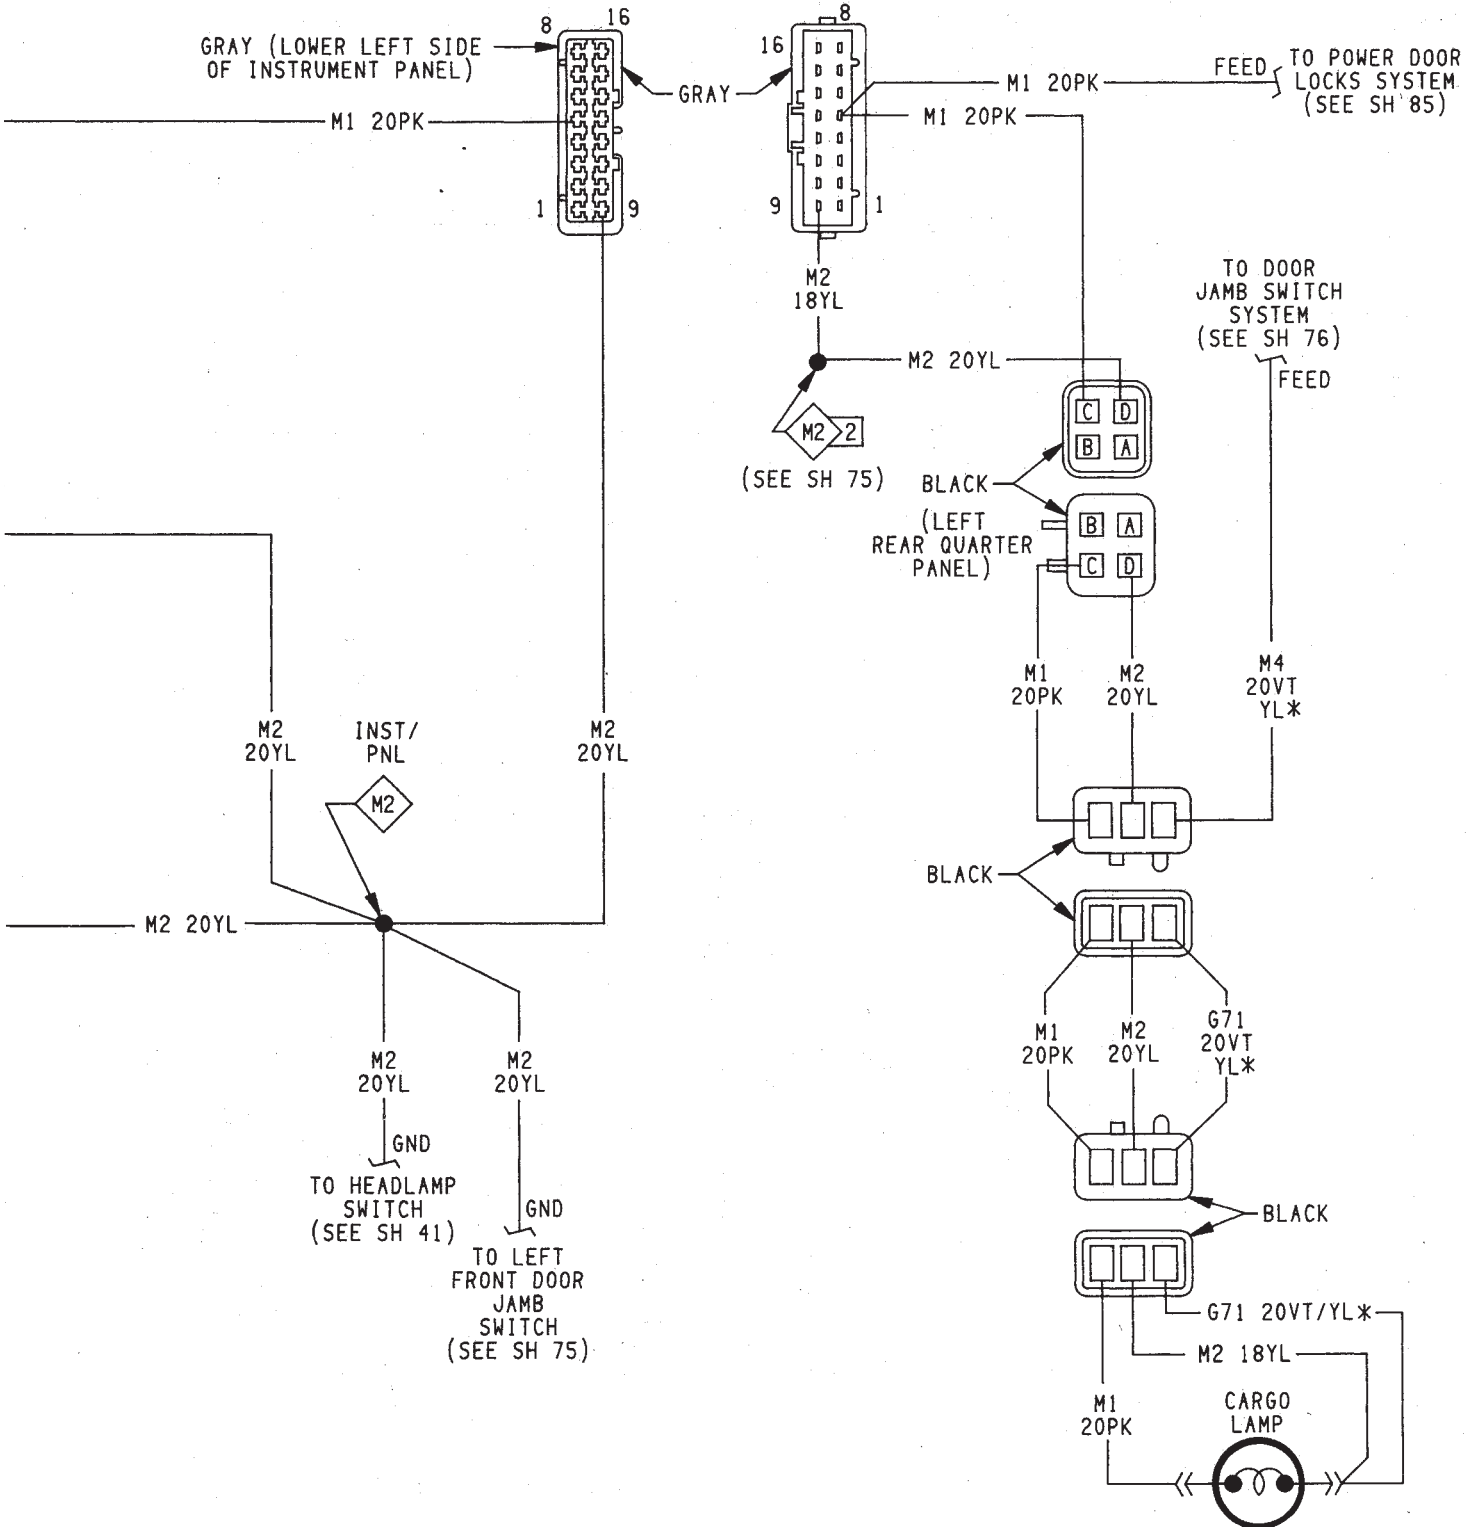 8
16
GRAY (LOWER LEFT SIDE
OF INSTRUMENT PANEL)
GRAY
M1 20PK
1
9
8
16
9
1
M1 20PK
FEED
TO POWER DOOR
LOCKS SYSTEM
(SEE SH 85)
M1 20PK
M2
18YL
M2 20YL
M2
2
(SEE SH 75)
TO DOOR
JAMB SWITCH
SYSTEM
(SEE SH 76)
FEED
C
D
B
A
BLACK
(LEFT
REAR QUARTER
PANEL)
B
A
C
D
M1
20PK
M2
20YL
M4
20VT
YL*
M2
20YL
INST/
PNL
M2
M2
20YL
M2 20YL
BLACK
M1
20PK
M2
20YL
G71
20VT
YL*
M2
20YL
M2
20YL
GND
TO HEADLAMP
SWITCH
(SEE SH 41)
GND
TO LEFT
FRONT DOOR
JAMB
SWITCH
(SEE SH 75)
BLACK
G71 20VT/YL*
M2 18YL
M1
20PK
CARGO
LAMP